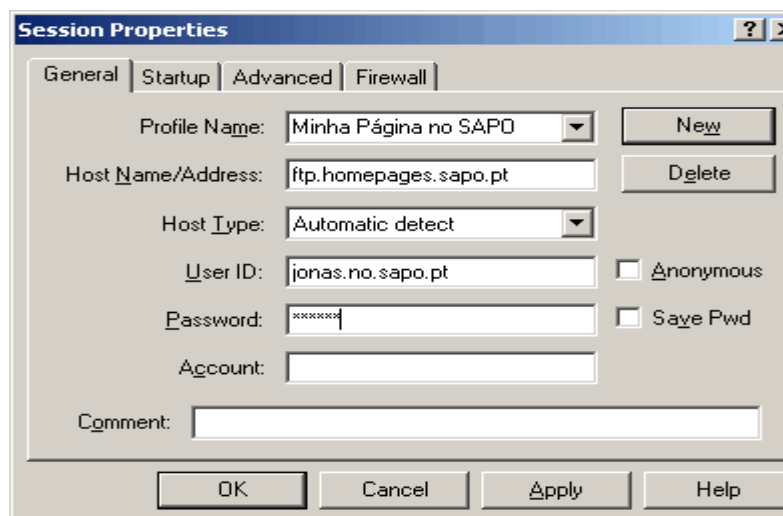 Session Properties
General Startup Advanced Firewall
Profile Name: Minha Página no SAPO New
Host Name/Address: ftp.homepages.sapo.pt Delete
Host Type: Automatic detect
User ID: jonas.no.sapo.pt Anonymous
Password: ****** Save Pwd
Account:
Comment:
OK Cancel Apply Help